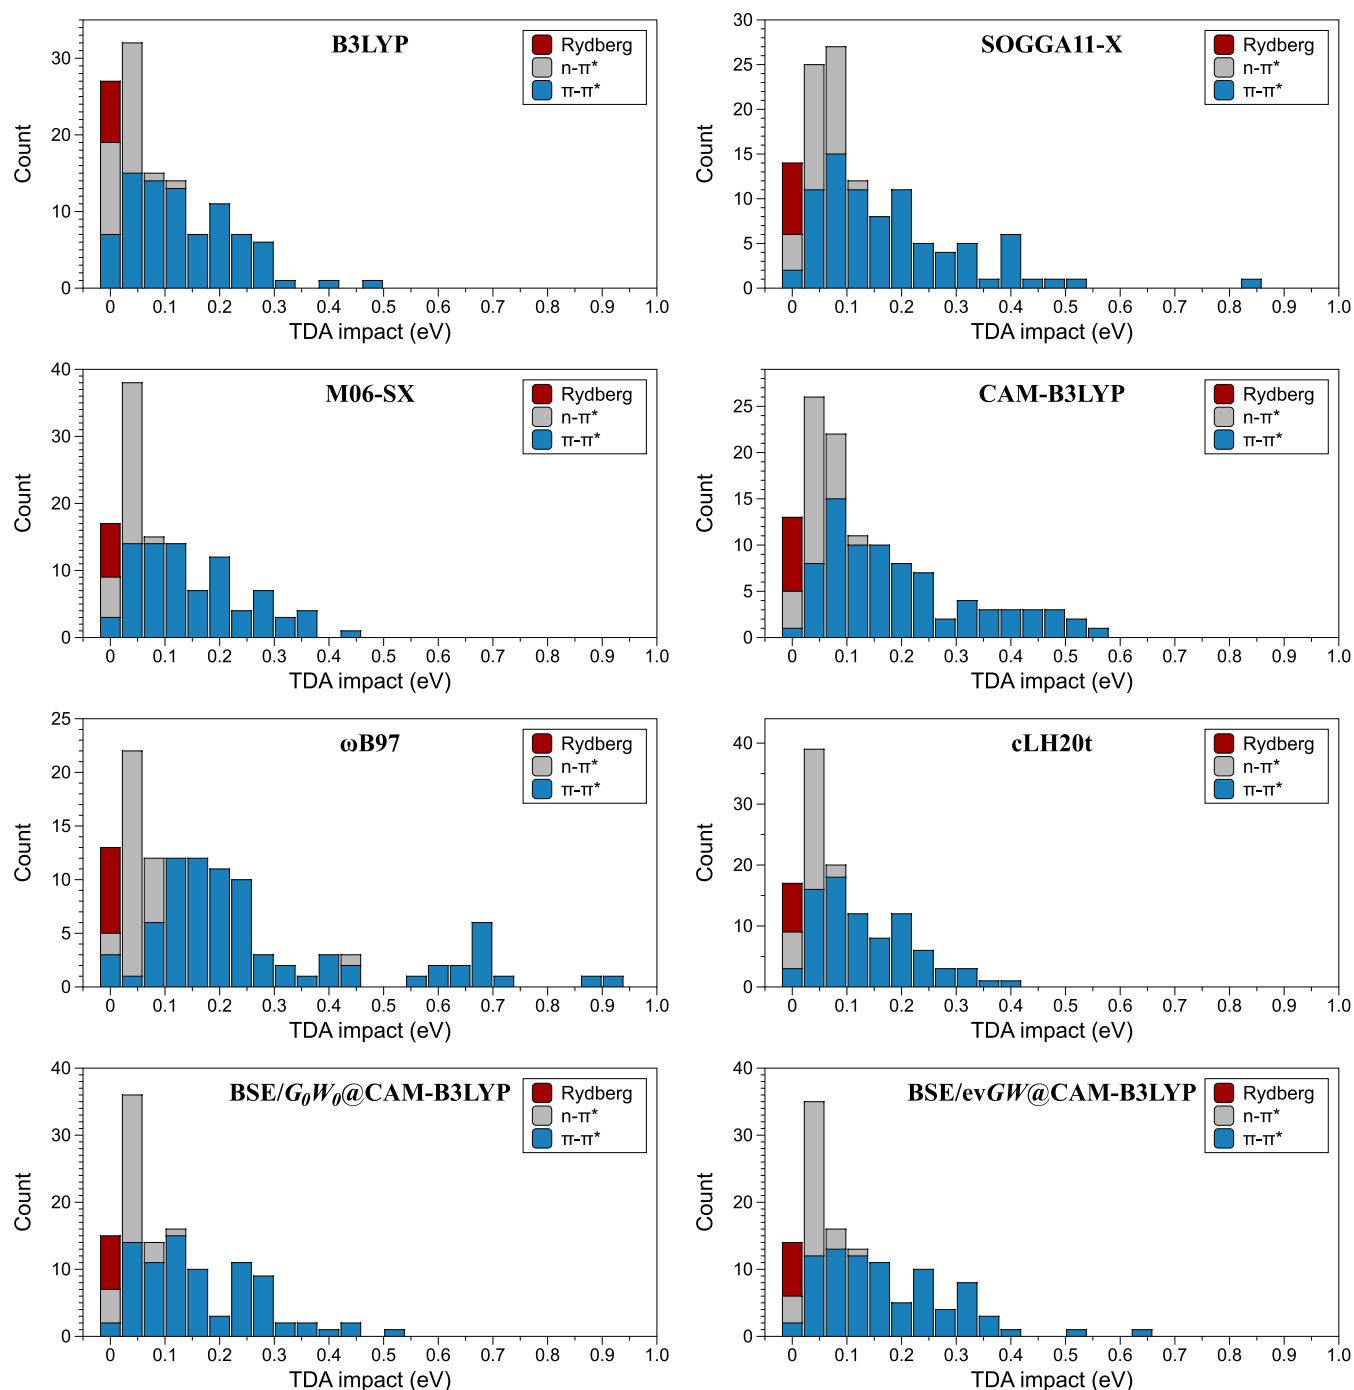 B3LYP
Rydberg
n-π*
π-π*
Count
30
20
10
0
0 0.1 0.2 0.3 0.4 0.5 0.6 0.7 0.8 0.9 1.0
TDA impact (eV)
SOGGA11-X
Rydberg
n-π*
π-π*
Count
30
25
20
15
10
5
0
0 0.1 0.2 0.3 0.4 0.5 0.6 0.7 0.8 0.9 1.0
TDA impact (eV)
M06-SX
Rydberg
n-π*
π-π*
Count
40
30
20
10
0
0 0.1 0.2 0.3 0.4 0.5 0.6 0.7 0.8 0.9 1.0
TDA impact (eV)
CAM-B3LYP
Rydberg
n-π*
π-π*
Count
25
20
15
10
5
0
0 0.1 0.2 0.3 0.4 0.5 0.6 0.7 0.8 0.9 1.0
TDA impact (eV)
ωB97
Rydberg
n-π*
π-π*
Count
25
20
15
10
5
0
0 0.1 0.2 0.3 0.4 0.5 0.6 0.7 0.8 0.9 1.0
TDA impact (eV)
cLH20t
Rydberg
n-π*
π-π*
Count
40
30
20
10
0
0 0.1 0.2 0.3 0.4 0.5 0.6 0.7 0.8 0.9 1.0
TDA impact (eV)
BSE/G₀W₀@CAM-B3LYP
Rydberg
n-π*
π-π*
Count
40
30
20
10
0
0 0.1 0.2 0.3 0.4 0.5 0.6 0.7 0.8 0.9 1.0
TDA impact (eV)
BSE/evGW@CAM-B3LYP
Rydberg
n-π*
π-π*
Count
40
30
20
10
0
0 0.1 0.2 0.3 0.4 0.5 0.6 0.7 0.8 0.9 1.0
TDA impact (eV)